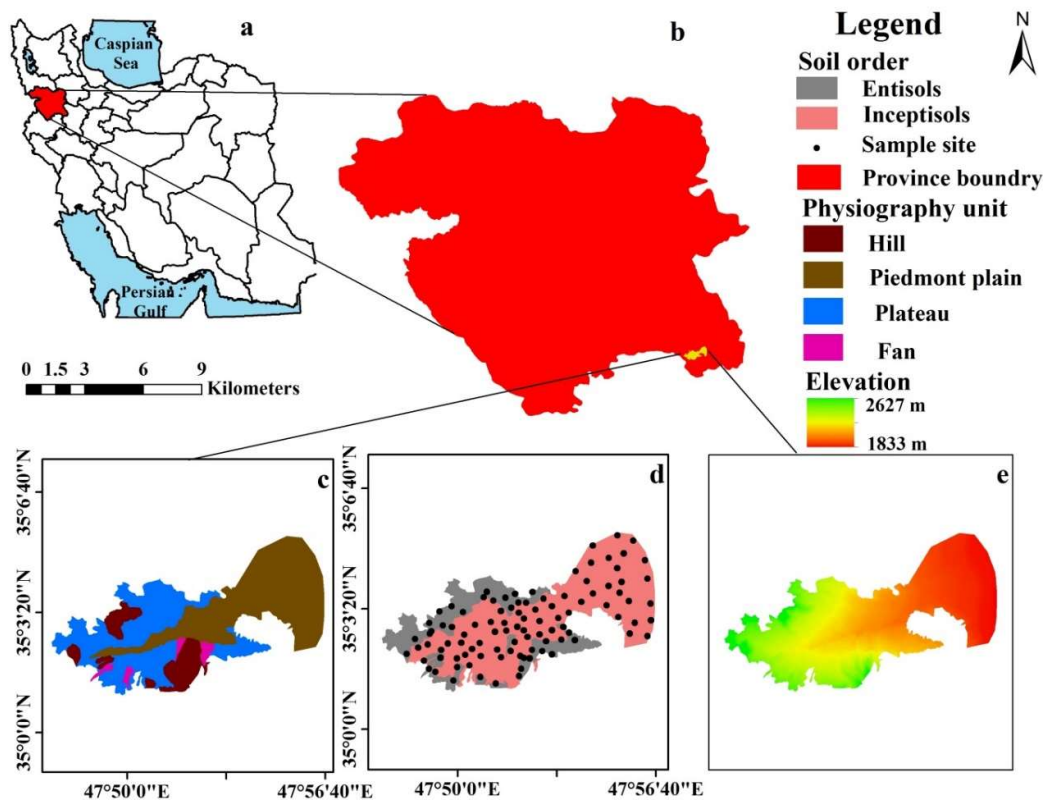 a
Caspian
Sea
Persian
Gulf
0 1.5 3 6 9
Kilometers
b
N
Legend
Soil order
Entisols
Inceptisols
Sample site
Province boundry
Physiography unit
Hill
Piedmont plain
Plateau
Fan
Elevation
2627 m
1833 m
c
35°6'40"N
35°3'20"N
35°0'0"N
47°50'0"E
47°56'40"E
d
35°6'40"N
35°3'20"N
35°0'0"N
47°50'0"E
47°56'40"E
e